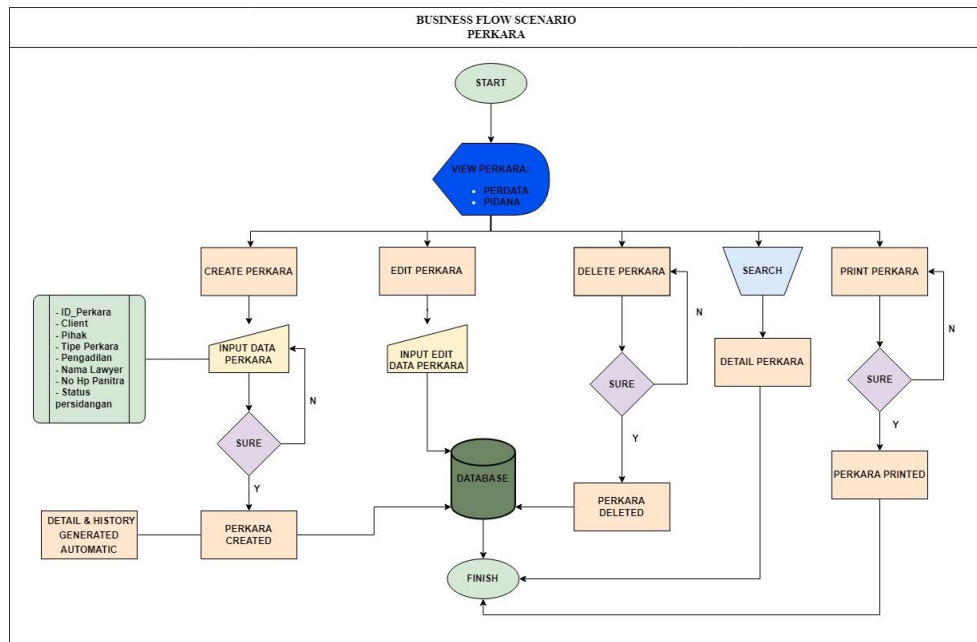 BUSINESS FLOW SCENARIO
PERKARA
START
VIEW PERKARA:
• PERDATA
• PIDANA
CREATE PERKARA
EDIT PERKARA
DELETE PERKARA
SEARCH
PRINT PERKARA
- ID_Perkara
- Client
- Pihak
- Tipe Perkara
- Pengadilan
- Nama Lawyer
- No Hp Panitra
- Status
persidangan
INPUT DATA
PERKARA
INPUT EDIT
DATA PERKARA
N
DETAIL PERKARA
N
SURE
SURE
N
SURE
Y
Y
Y
DATABASE
PERKARA PRINTED
DETAIL & HISTORY
GENERATED
AUTOMATIC
PERKARA
CREATED
PERKARA
DELETED
FINISH